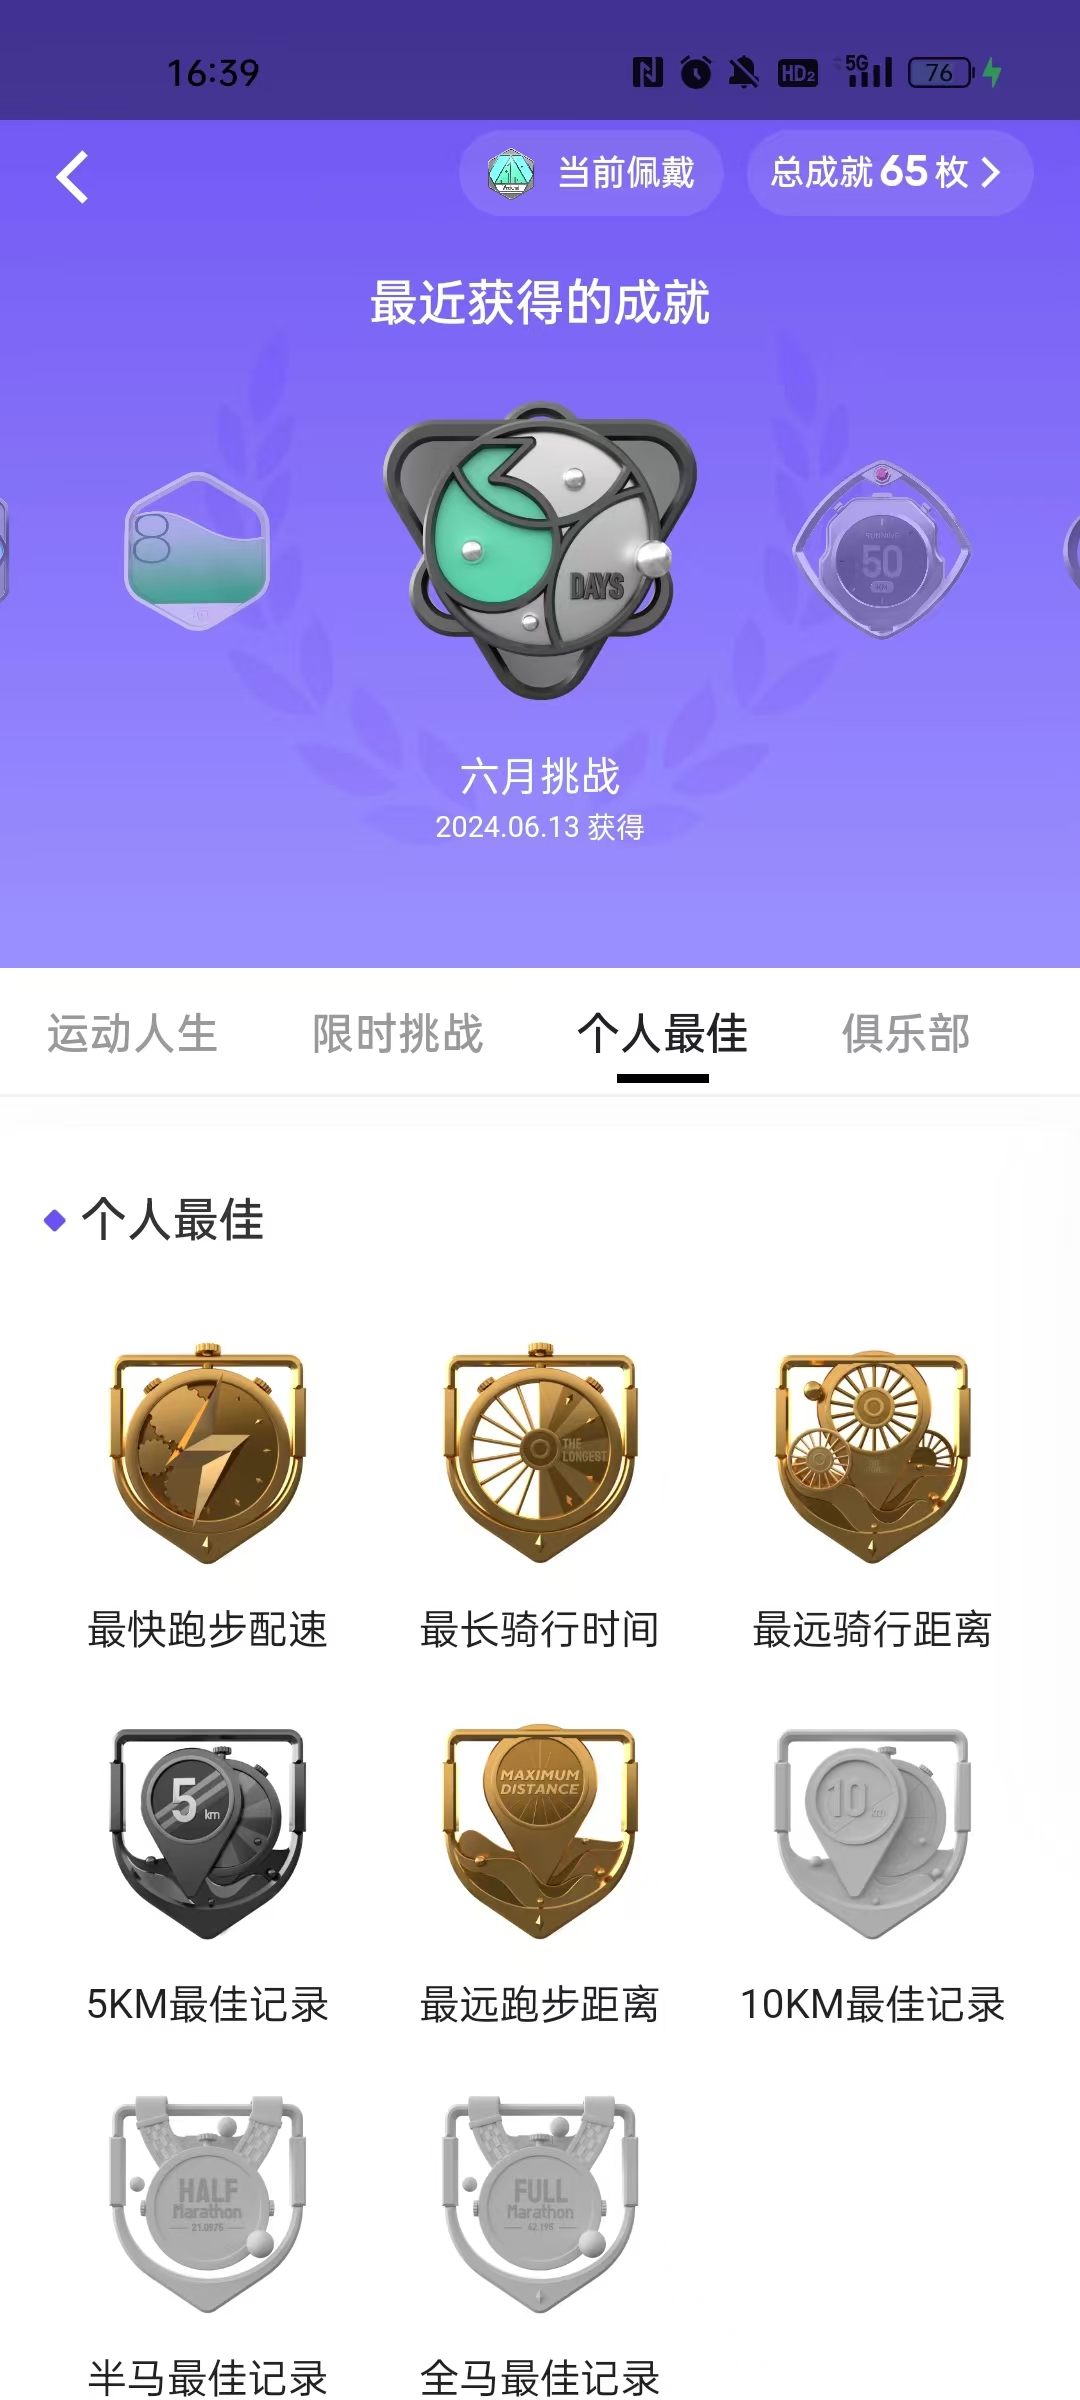 16:39
HD2 5G 76
当前佩戴
总成就65枚
最近获得的成就
8
DAYS
RUNNING
50
KM
六月挑战
2024.06.13 获得
运动人生
限时挑战
个人最佳
俱乐部
个人最佳
THE
LONGEST
最快跑步配速
最长骑行时间
最远骑行距离
5 km
MAXIMUM
DISTANCE
10 KM
5KM最佳记录
最远跑步距离
10KM最佳记录
HALF
Marathon
21.0975
FULL
Marathon
42.195
半马最佳记录
全马最佳记录